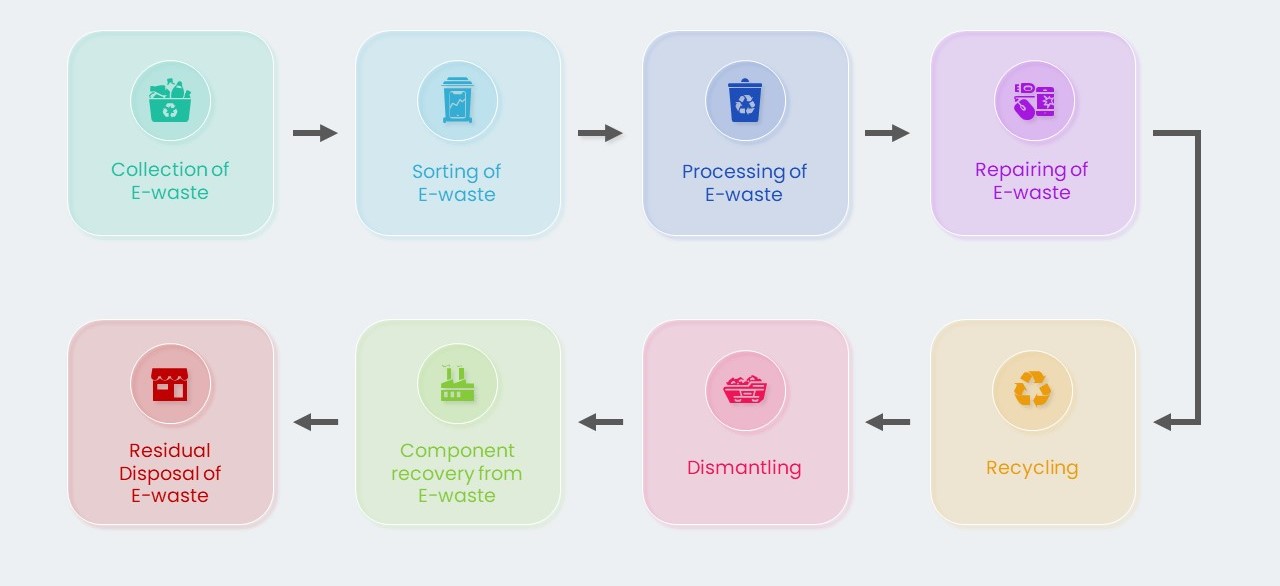 Collection of
E-waste
Sorting of
E-waste
Processing of
E-waste
Repairing of
E-waste
Residual
Disposal of
E-waste
Component
recovery from
E-waste
Dismantling
Recycling